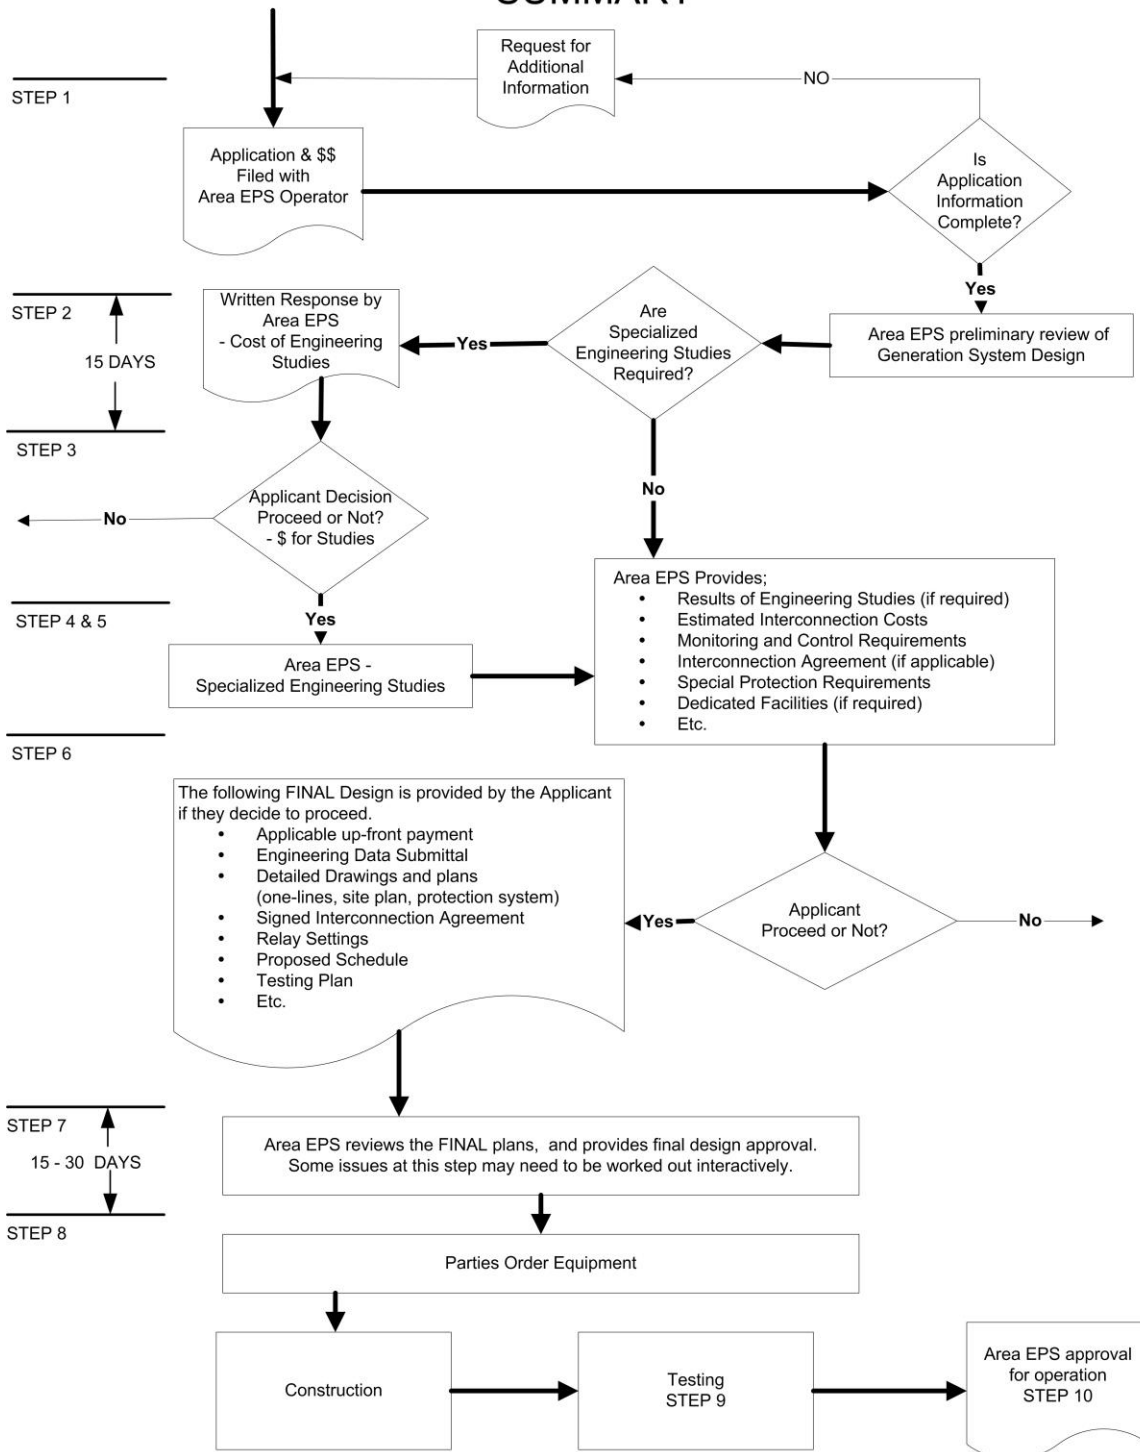 SUMMARY
Request for
Additional
Information
NO
STEP 1
Application & $$
Filed with
Area EPS Operator
Is
Application
Information
Complete?
Yes
STEP 2
15 DAYS
Written Response by
Area EPS
- Cost of Engineering
Studies
Yes
Are
Specialized
Engineering Studies
Required?
Area EPS preliminary review of
Generation System Design
STEP 3
No
Applicant Decision
Proceed or Not?
- $ for Studies
No
Yes
STEP 4 & 5
Area EPS -
Specialized Engineering Studies
Area EPS Provides;
• Results of Engineering Studies (if required)
• Estimated Interconnection Costs
• Monitoring and Control Requirements
• Interconnection Agreement (if applicable)
• Special Protection Requirements
• Dedicated Facilities (if required)
• Etc.
STEP 6
The following FINAL Design is provided by the Applicant
if they decide to proceed.
• Applicable up-front payment
• Engineering Data Submittal
• Detailed Drawings and plans
(one-lines, site plan, protection system)
• Signed Interconnection Agreement
• Relay Settings
• Proposed Schedule
• Testing Plan
• Etc.
Yes
Applicant
Proceed or Not?
No
STEP 7
15 - 30 DAYS
Area EPS reviews the FINAL plans, and provides final design approval.
Some issues at this step may need to be worked out interactively.
STEP 8
Parties Order Equipment
Construction
Testing
STEP 9
Area EPS approval
for operation
STEP 10